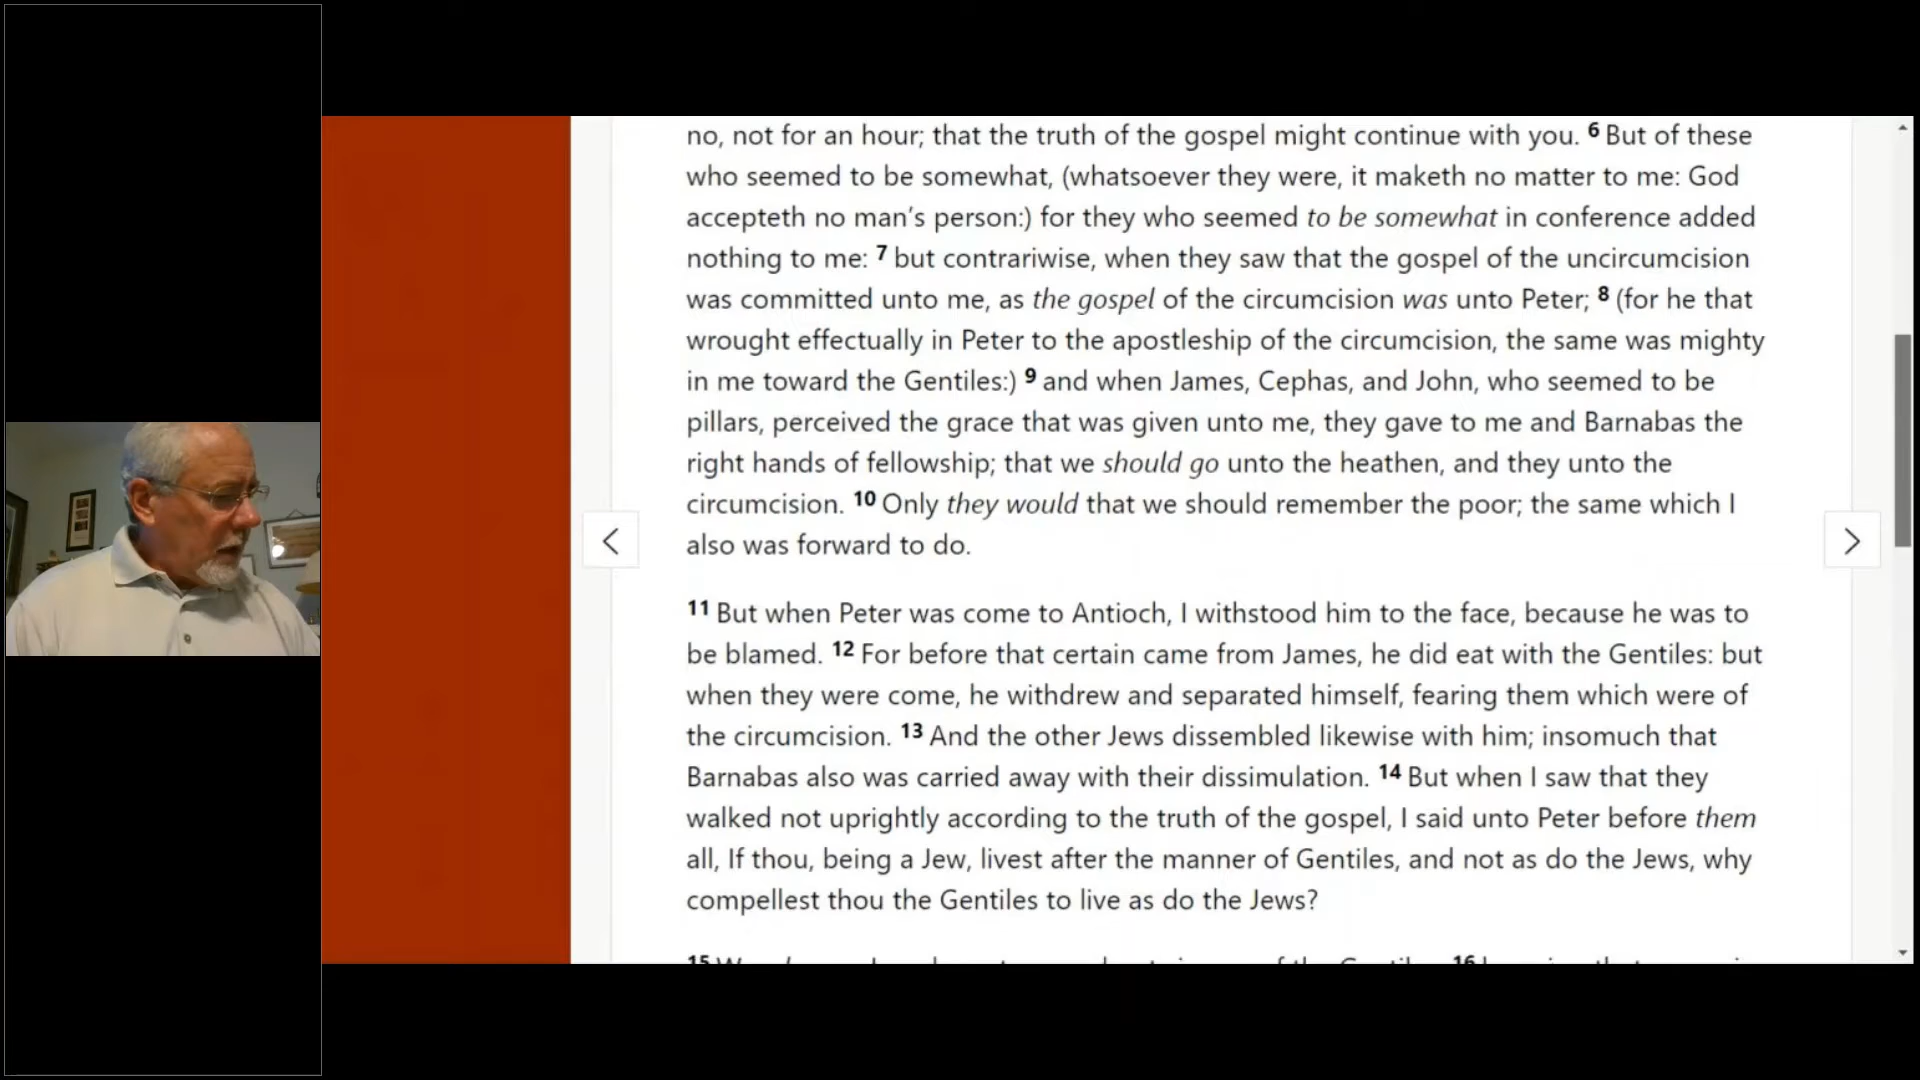 no, not for an hour; that the truth of the gospel might continue with you. 6 But of these
who seemed to be somewhat, (whatsoever they were, it maketh no matter to me: God
accepteth no man's person:) for they who seemed to be somewhat in conference added
nothing to me: 7 but contrariwise, when they saw that the gospel of the uncircumcision
was committed unto me, as the gospel of the circumcision was unto Peter; 8 (for he that
wrought effectually in Peter to the apostleship of the circumcision, the same was mighty
in me toward the Gentiles:) 9 and when James, Cephas, and John, who seemed to be
pillars, perceived the grace that was given unto me, they gave to me and Barnabas the
right hands of fellowship; that we should go unto the heathen, and they unto the
circumcision. 10 Only they would that we should remember the poor; the same which I
also was forward to do.
11 But when Peter was come to Antioch, I withstood him to the face, because he was to
be blamed. 12 For before that certain came from James, he did eat with the Gentiles: but
when they were come, he withdrew and separated himself, fearing them which were of
the circumcision. 13 And the other Jews dissembled likewise with him; insomuch that
Barnabas also was carried away with their dissimulation. 14 But when I saw that they
walked not uprightly according to the truth of the gospel, I said unto Peter before them
all, If thou, being a Jew, livest after the manner of Gentiles, and not as do the Jews, why
compellest thou the Gentiles to live as do the Jews?